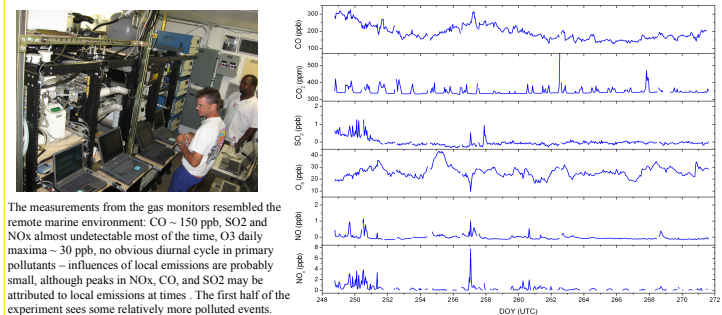 The measurements from the gas monitors resembled the
remote marine environment: CO ~ 150 ppb, SO2 and
NOx almost undetectable most of the time, O3 daily
maxima ~ 30 ppb, no obvious diurnal cycle in primary
pollutants – influences of local emissions are probably
small, although peaks in NOx, CO, and SO2 may be
attributed to local emissions at times . The first half of the
experiment sees some relatively more polluted events.
CO (ppb)
300
200
100
CO2 (ppm)
500
400
300
SO2 (ppb)
2
1
0
O3 (ppb)
40
30
20
10
NO (ppb)
2
1
0
NOx (ppb)
8
6
4
2
0
248 250 252 254 256 258 260 262 264 266 268 270 272
DOY (UTC)